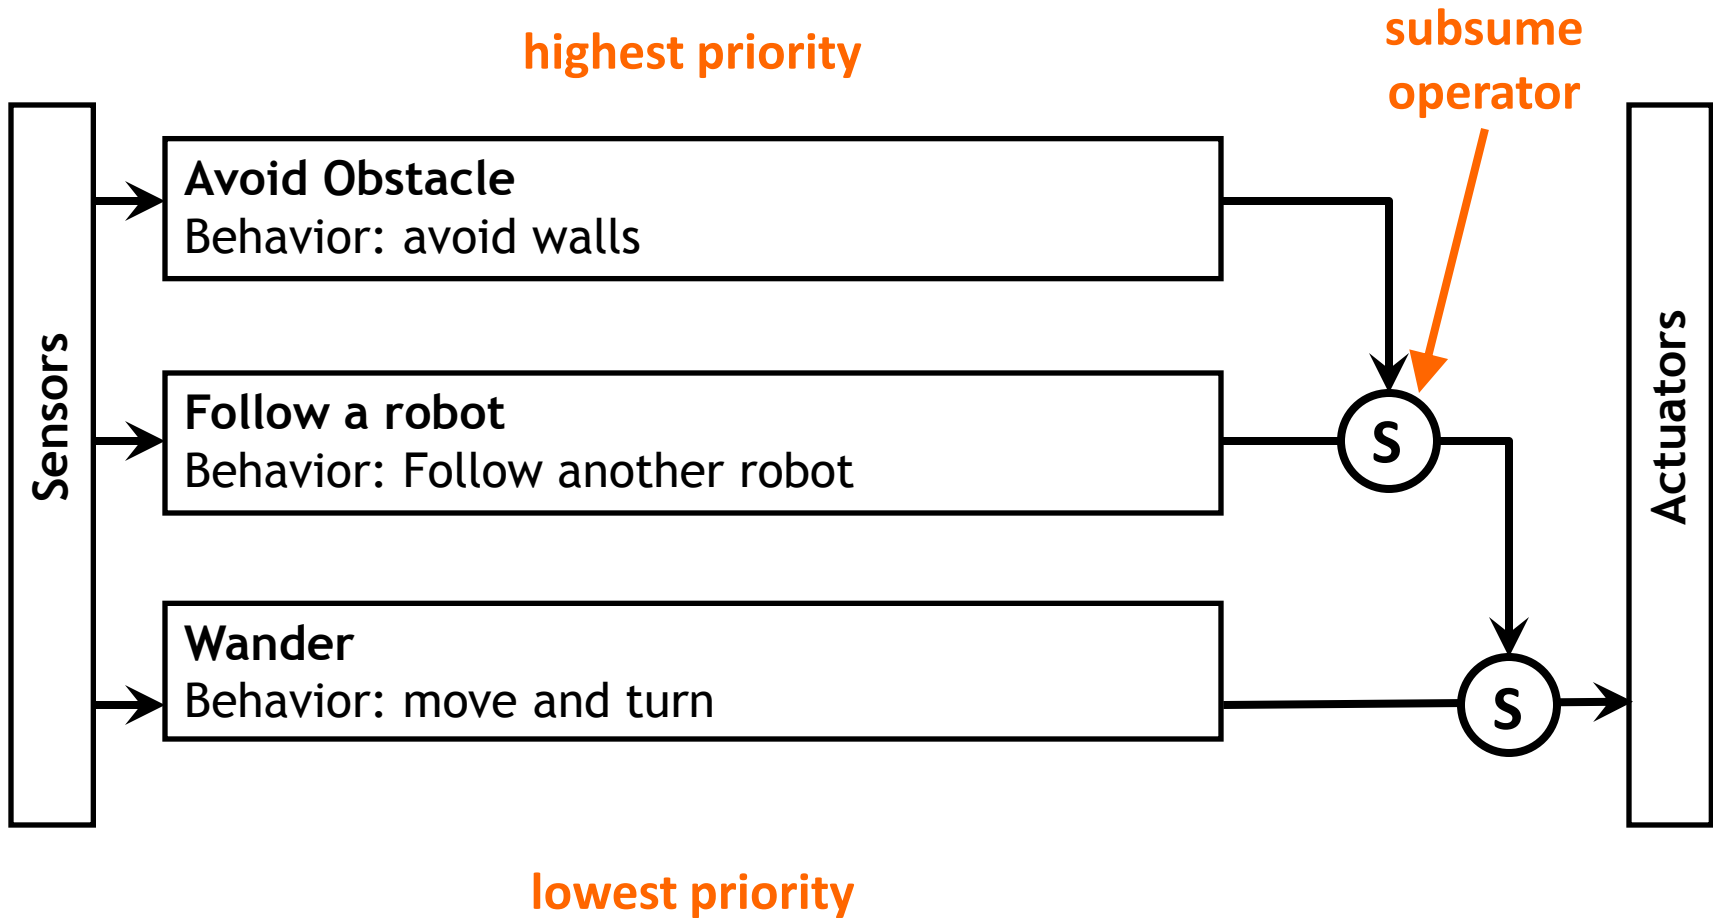 highest priority
subsume
operator
Avoid Obstacle
Behavior: avoid walls
Sensors
Follow a robot
Behavior: Follow another robot
S
Actuators
Wander
Behavior: move and turn
S
lowest priority